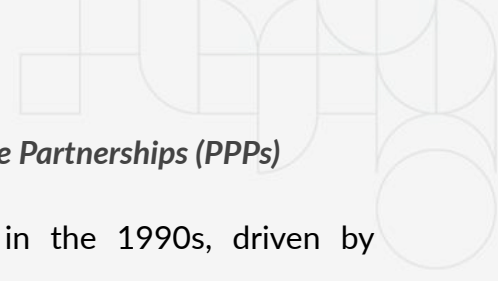 e Partnerships (PPPs)
in the 1990s, driven by